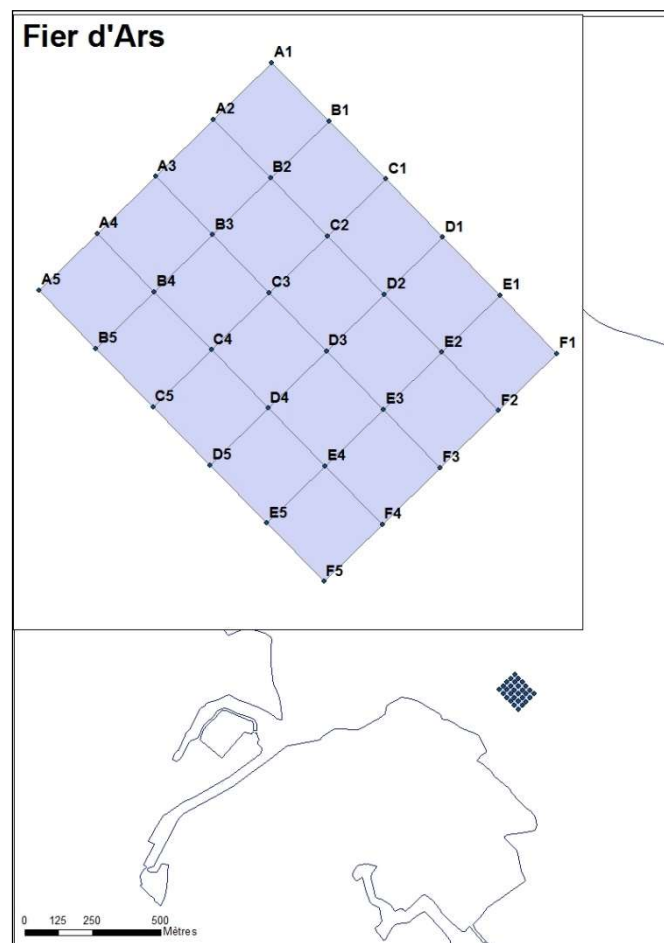 Fier d'Ars
A1
A2
B1
A3
B2
C1
A4
B3
C2
D1
A5
B4
C3
D2
E1
B5
C4
D3
E2
F1
C5
D4
E3
F2
D5
E4
F3
E5
F4
F5
0 125 250 500
Mètres